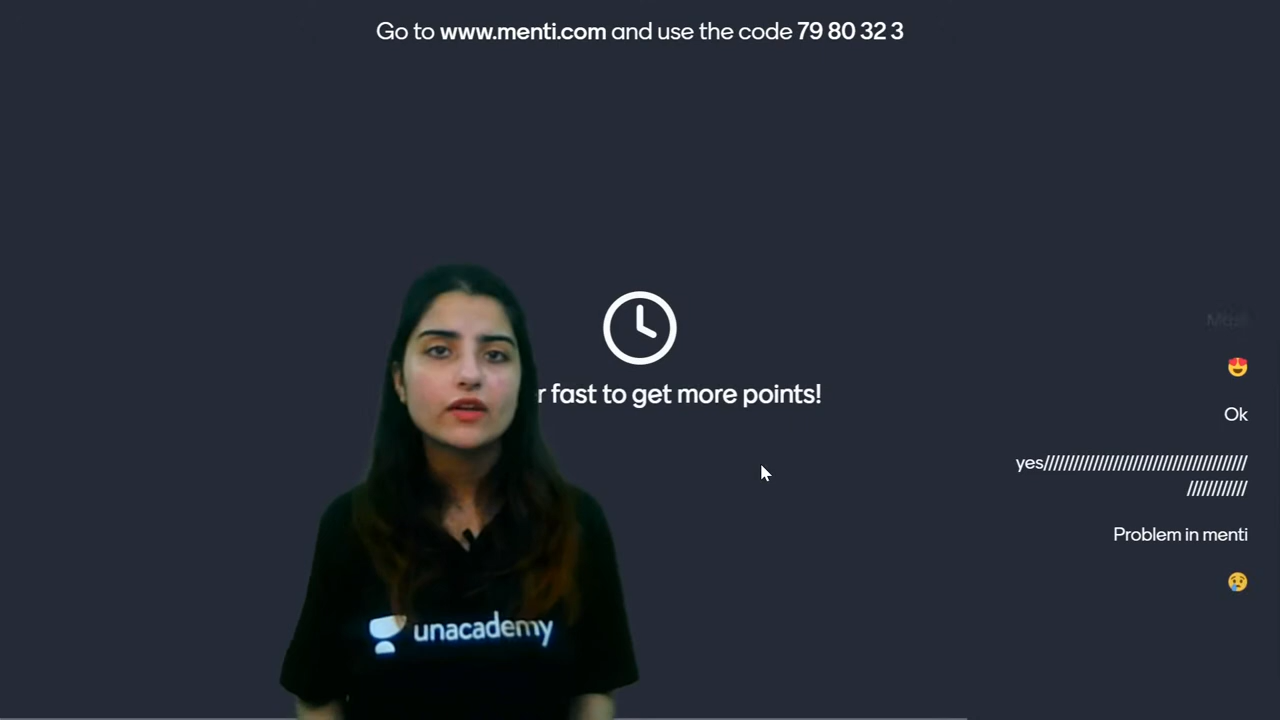 Go to www.menti.com and use the code 79 80 32 3
r fast to get more points!
😍
Ok
yes////////////////////////////////////////
////////////
Problem in menti
😢
unacademy